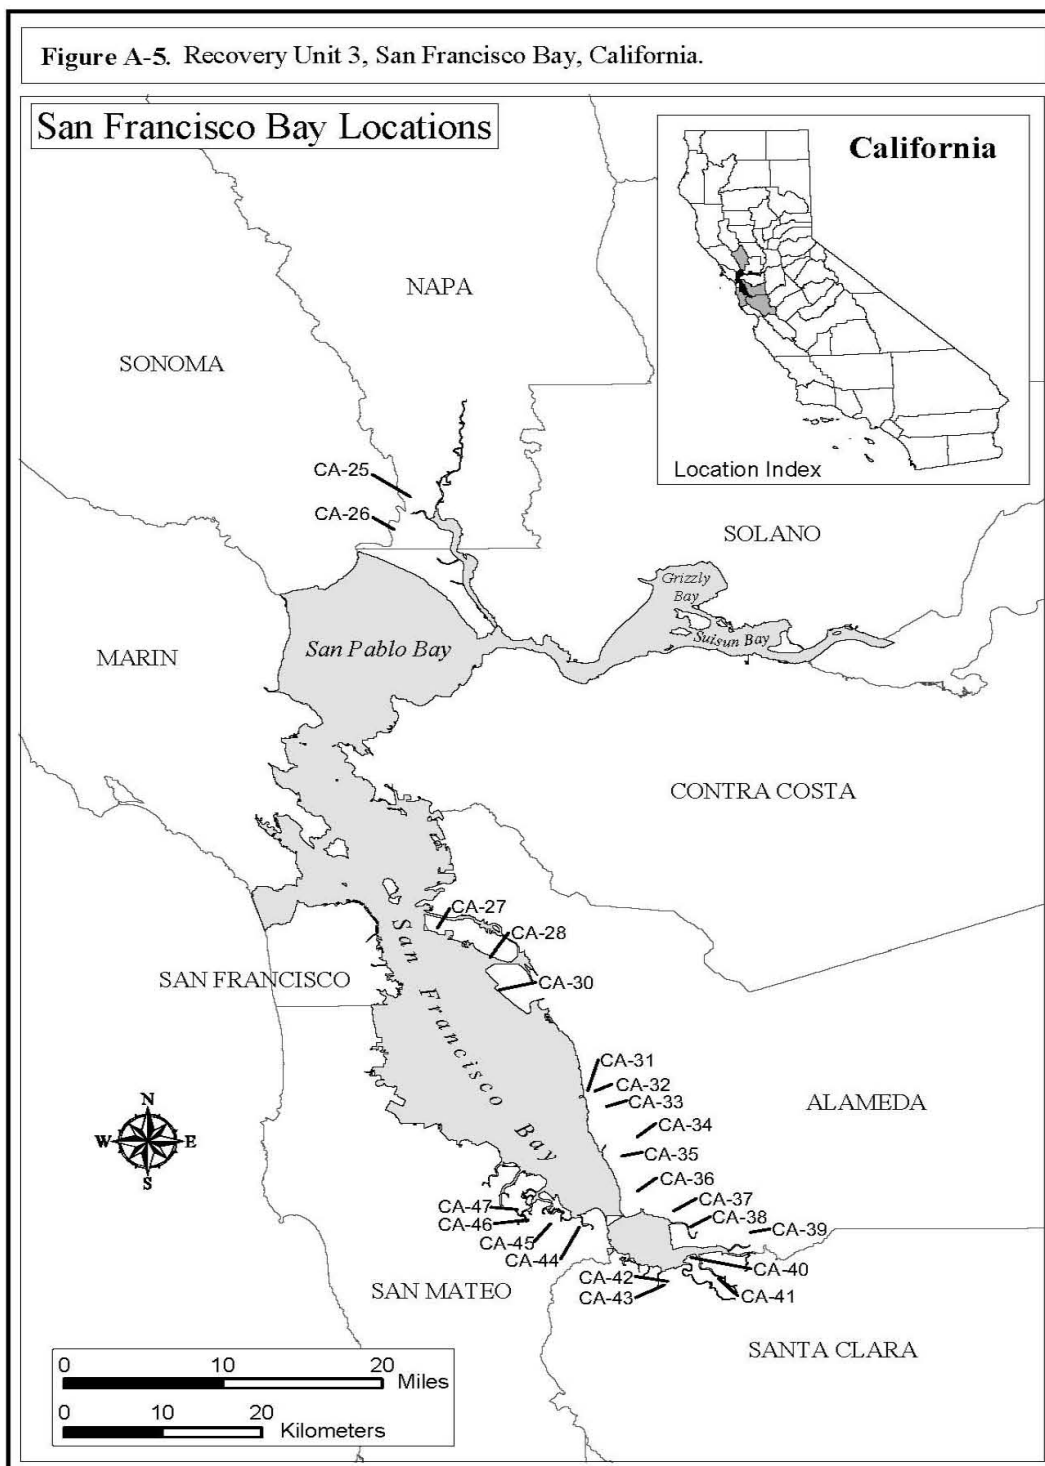 Figure A-5. Recovery Unit 3, San Francisco Bay, California.
San Francisco Bay Locations
California
Location Index
NAPA
SONOMA
CA-25
CA-26
SOLANO
Grizzly
Bay
Suisun Bay
San Pablo Bay
MARIN
CONTRA COSTA
CA-27
CA-28
San Francisco Bay
SAN FRANCISCO
CA-30
CA-31
CA-32
CA-33
ALAMEDA
CA-34
CA-35
CA-36
CA-37
CA-38
CA-39
CA-40
CA-41
CA-42
CA-43
CA-47
CA-46
CA-45
CA-44
N
W E
S
SAN MATEO
SANTA CLARA
0 10 20
Miles
0 10 20
Kilometers